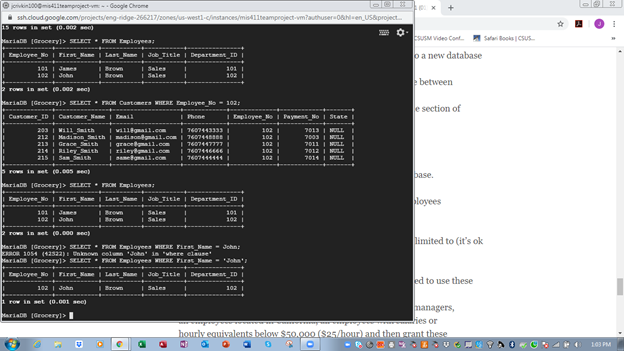 jcrivkin100@mis411teamproject-vm: ~ - Google Chrome
ssh.cloud.google.com/projects/eng-ridge-266217/zones/us-west1-c/instances/mis411teamproject-vm?authuser=0&hl=en_US&project...
15 rows in set (0.002 sec)
MariaDB [Grocery]> SELECT * FROM Employees;
| Employee_No | First_Name | Last_Name | Job_Title | Department_ID |
| 101 | James | Brown | Sales | 101 |
| 102 | John | Brown | Sales | 102 |
2 rows in set (0.002 sec)
MariaDB [Grocery]> SELECT * FROM Customers WHERE Employee_No = 102;
| Customer_ID | Customer_Name | Email | Phone | Employee_No | Payment_No | State |
| 203 | Will_Smith | will@gmail.com | 7607443333 | 102 | 7013 | NULL |
| 212 | Madison_Smith | madison@gmail.com | 7607448888 | 102 | 7003 | NULL |
| 213 | Grace_Smith | grace@gmail.com | 7607447777 | 102 | 7011 | NULL |
| 214 | Riley_Smith | riley@gmail.com | 7607446666 | 102 | 7012 | NULL |
| 215 | Sam_Smith | same@gmail.com | 7607444444 | 102 | 7014 | NULL |
5 rows in set (0.005 sec)
MariaDB [Grocery]> SELECT * FROM Employees;
| Employee_No | First_Name | Last_Name | Job_Title | Department_ID |
| 101 | James | Brown | Sales | 101 |
| 102 | John | Brown | Sales | 102 |
2 rows in set (0.000 sec)
MariaDB [Grocery]> SELECT * FROM Employees WHERE First_Name = John;
ERROR 1054 (42S22): Unknown column 'John' in 'where clause'
MariaDB [Grocery]> SELECT * FROM Employees WHERE First_Name = 'John';
| Employee_No | First_Name | Last_Name | Job_Title | Department_ID |
| 102 | John | Brown | Sales | 102 |
1 row in set (0.001 sec)
MariaDB [Grocery]>
CSUSM Video Conf...
Safari Books | CSUS...
o a new database
e between
e section of
base.
ployees
limited to (it's ok
ed to use these
managers,
hourly equivalents below $50,000 ($25/hour) and then grant these
1:03 PM